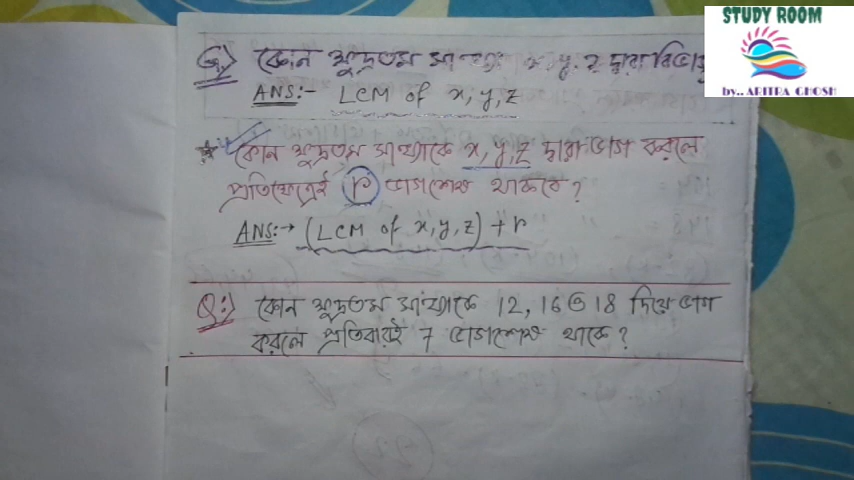 STUDY ROOM
by.. ARITRA GHOSH
Q:) কোন ক্ষুদ্রতম সংখ্যা x, y, z দ্বারা
ANS:- LCM of x, y, z
* কোন ক্ষুদ্রতম সংখ্যাকে x, y, z দ্বারা ভাগ করলে
প্রতিক্ষেত্রেই r ভাগশেষ থাকবে?
ANS:→ (LCM of x, y, z) + r
Q:) কোন ক্ষুদ্রতম সংখ্যাকে 12, 16 ও 18 দিয়ে ভাগ
করলে প্রতিবারই 7 ভাগশেষ থাকে?